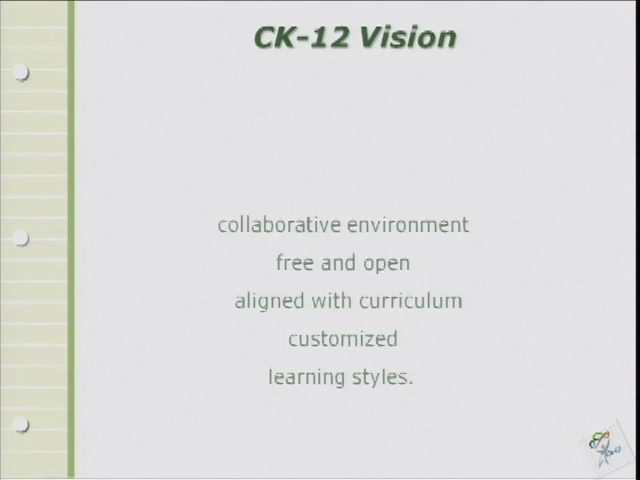 CK-12 Vision
collaborative environment
free and open
aligned with curriculum
customized
learning styles.